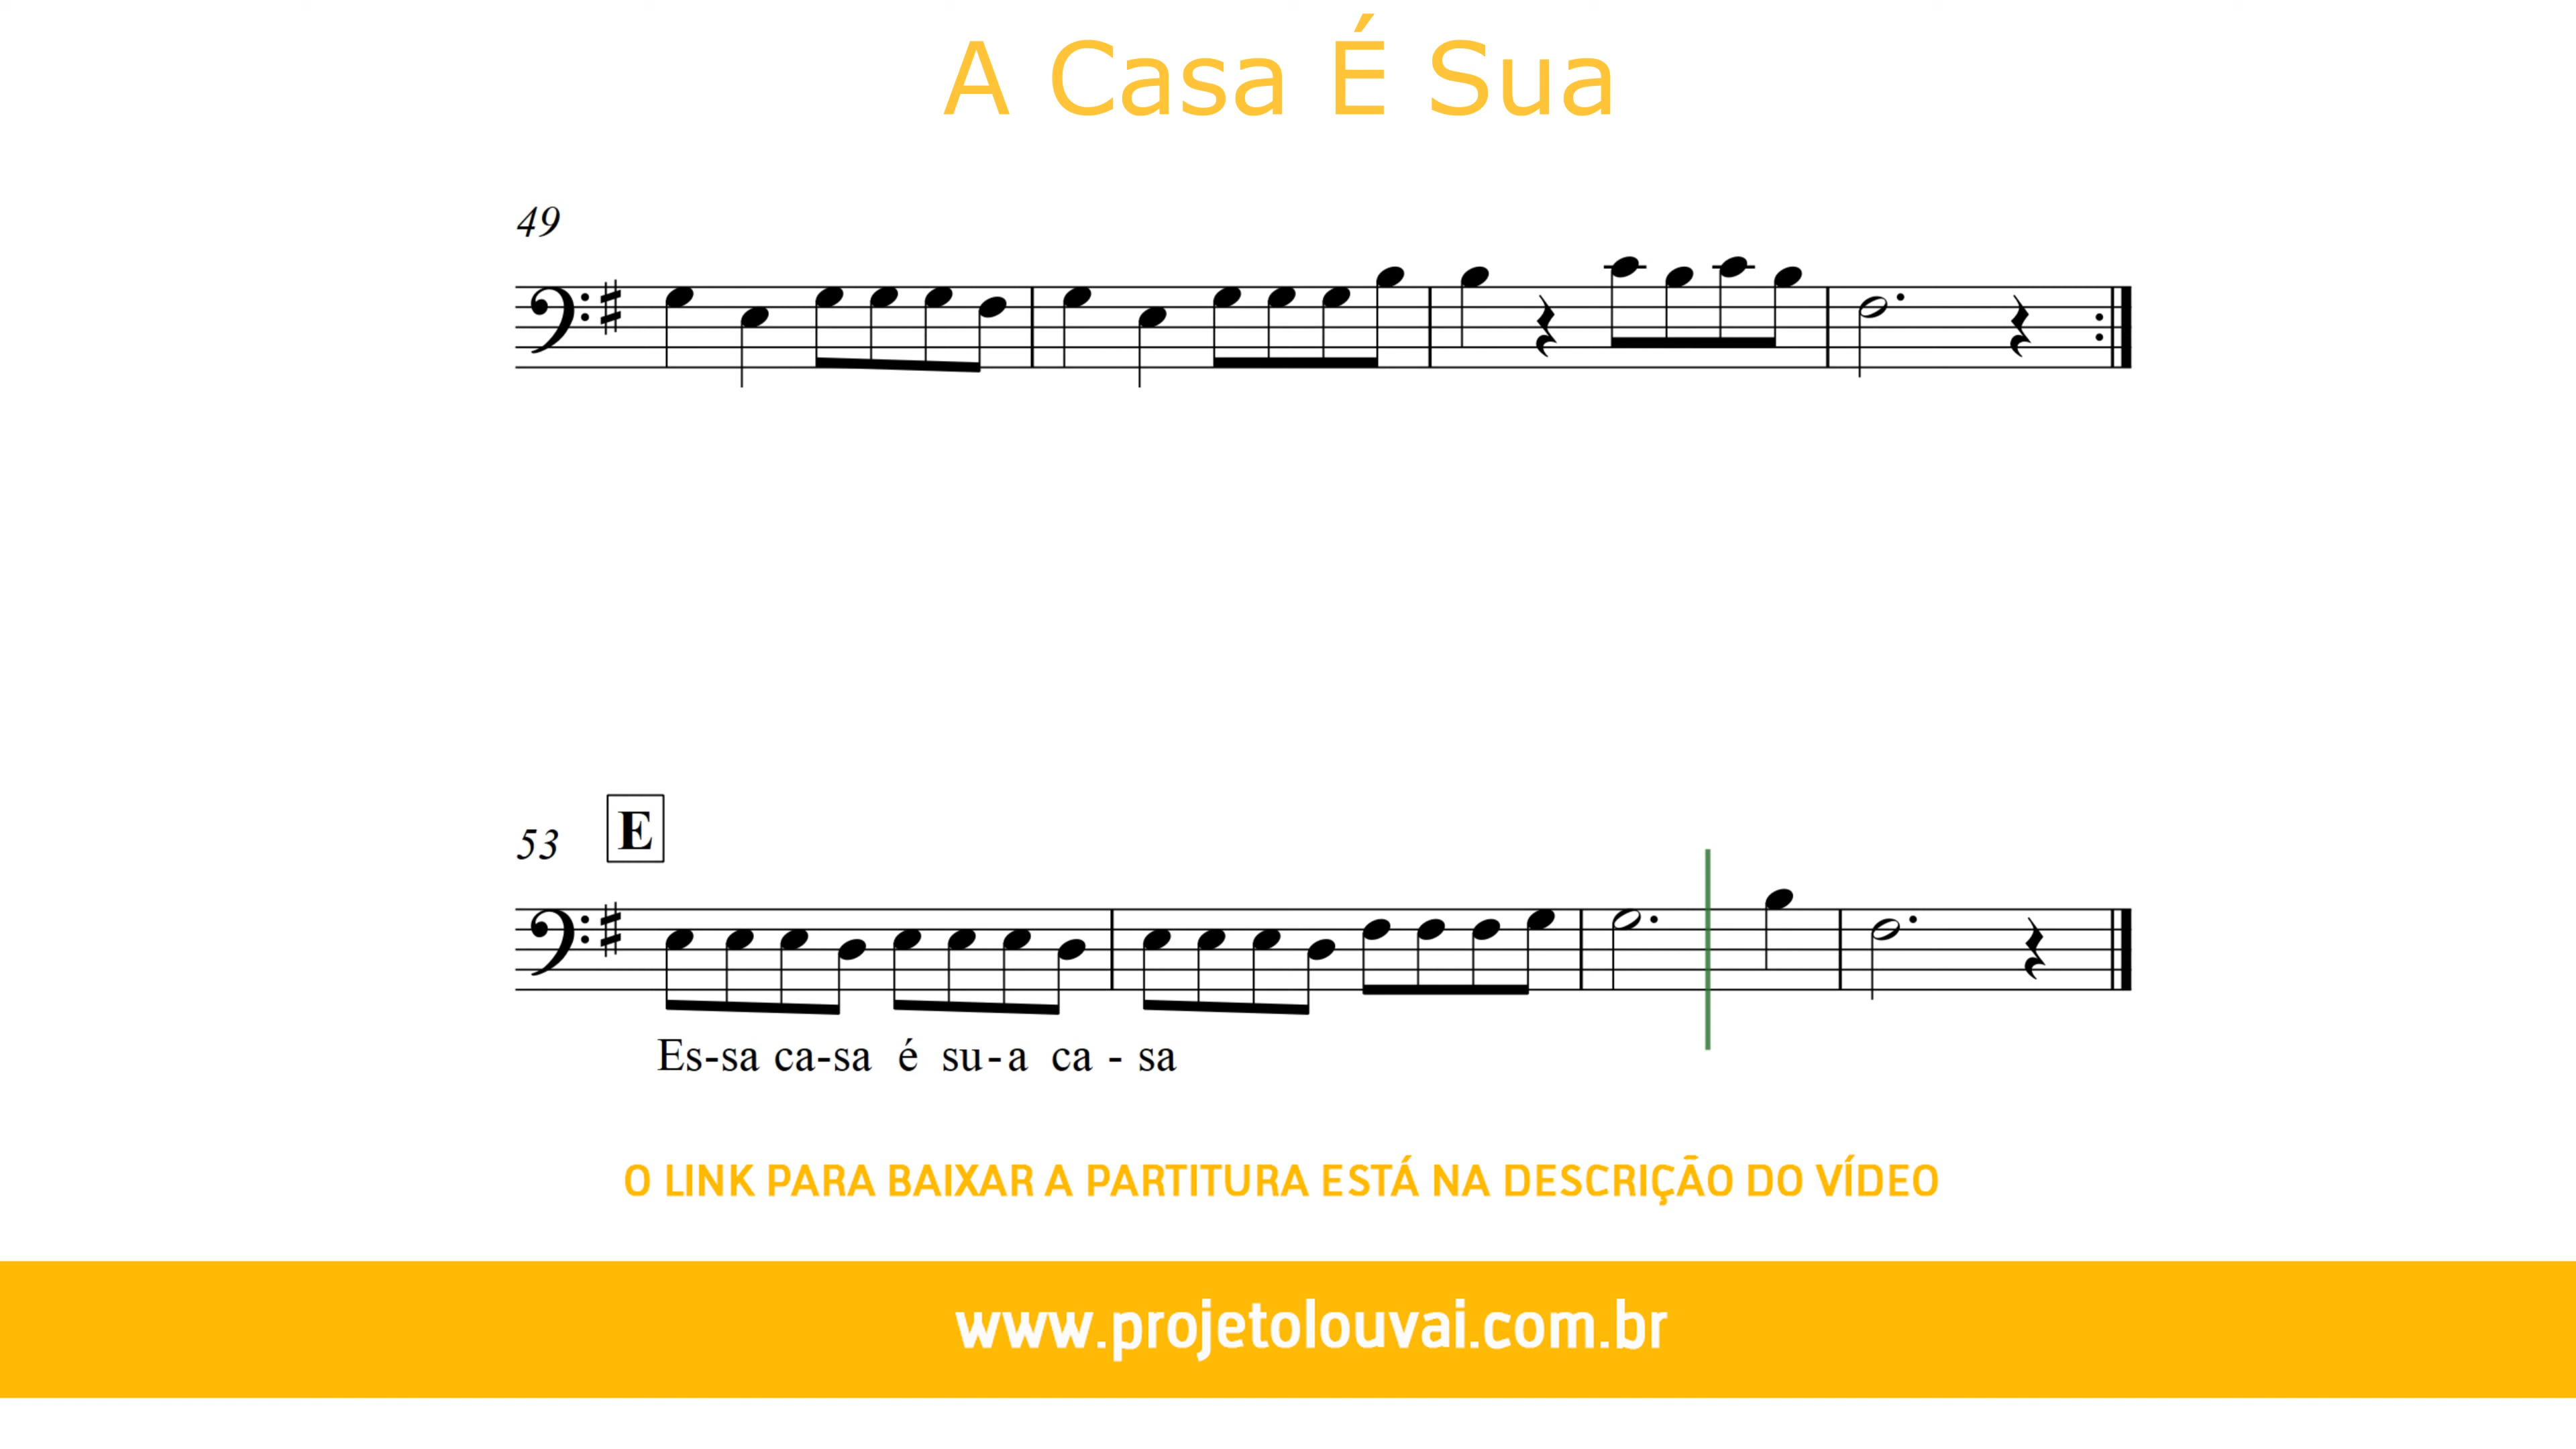 A Casa É Sua
49
53
E
Es-sa ca-sa é su-a ca - sa
O LINK PARA BAIXAR A PARTITURA ESTÁ NA DESCRIÇÃO DO VÍDEO
www.projetolouvai.com.br